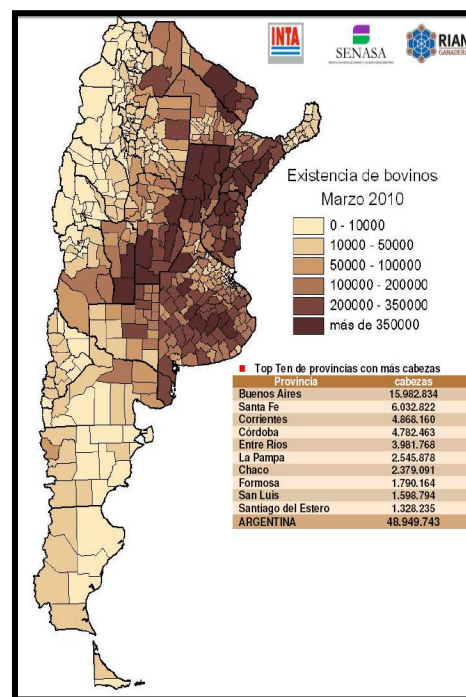 INTA
SENASA
RIAN
GANADERA
Existencia de bovinos
Marzo 2010
0 - 10000
10000 - 50000
50000 - 100000
100000 - 200000
200000 - 350000
más de 350000
Top Ten de provincias con más cabezas
Provincia cabezas
Buenos Aires 15.982.834
Santa Fe 6.032.822
Corrientes 4.868.160
Córdoba 4.782.463
Entre Ríos 3.981.768
La Pampa 2.545.878
Chaco 2.379.091
Formosa 1.790.164
San Luis 1.598.794
Santiago del Estero 1.328.235
ARGENTINA 48.949.743